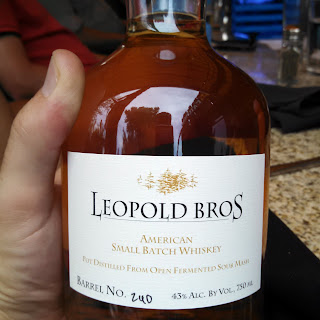 LEOPOLD BROS
AMERICAN
SMALL BATCH WHISKEY
POT DISTILLED FROM OPEN FERMENTED SOUR MASH
BARREL NO. 240 43% ALC. BY VOL., 750 ML